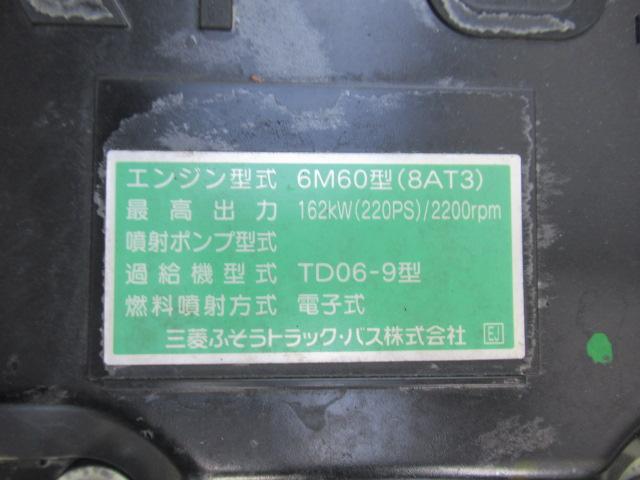 エンジン型式 6M60型(8AT3)
最高出力 162kW(220PS)/2200rpm
噴射ポンプ型式
過給機型式 TD06-9型
燃料噴射方式 電子式
三菱ふそうトラック・バス株式会社 EJ